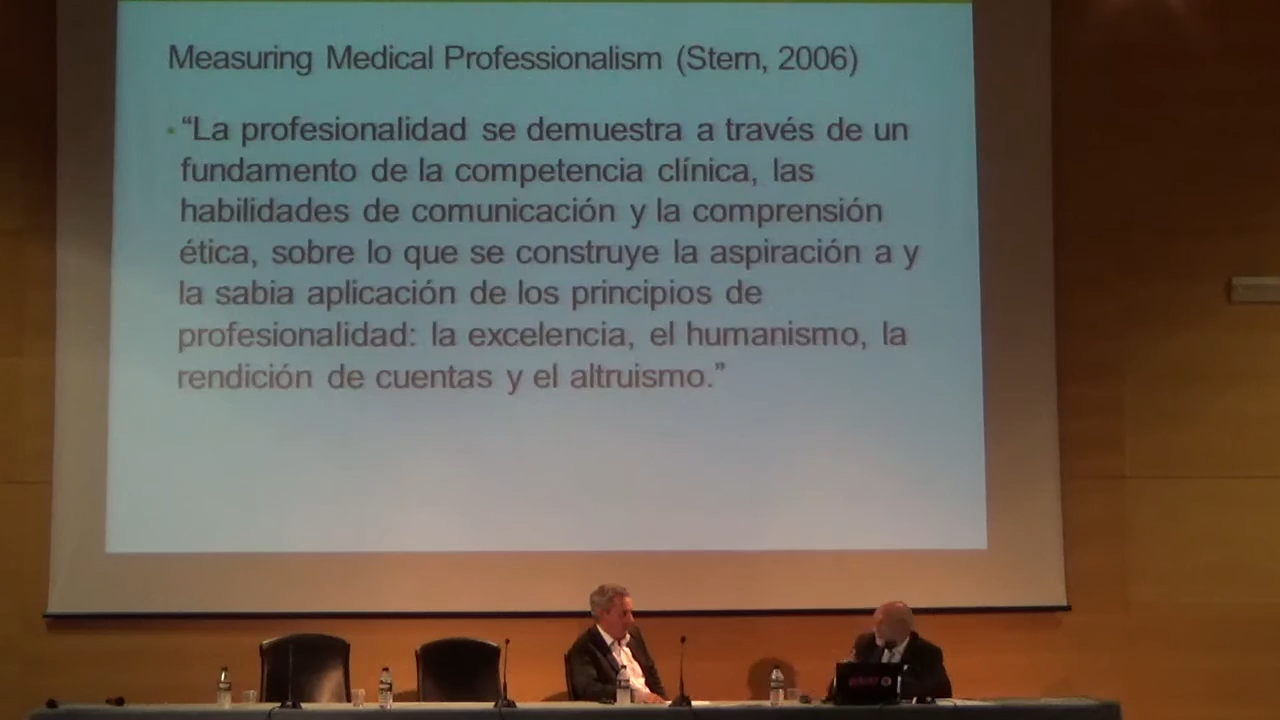 Measuring Medical Professionalism (Stern, 2006)
“La profesionalidad se demuestra a través de un
fundamento de la competencia clínica, las
habilidades de comunicación y la comprensión
ética, sobre lo que se construye la aspiración a y
la sabia aplicación de los principios de
profesionalidad: la excelencia, el humanismo, la
rendición de cuentas y el altruismo.”